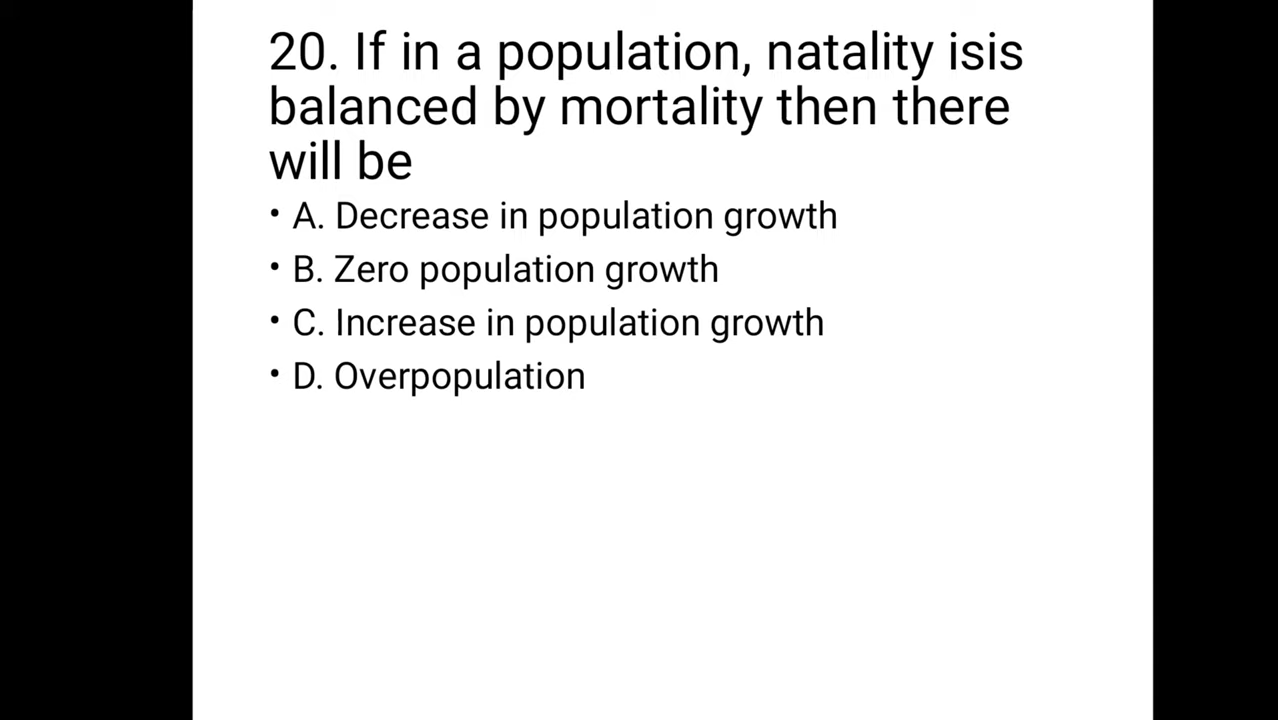 20. If in a population, natality isis
balanced by mortality then there
will be
• A. Decrease in population growth
• B. Zero population growth
• C. Increase in population growth
• D. Overpopulation